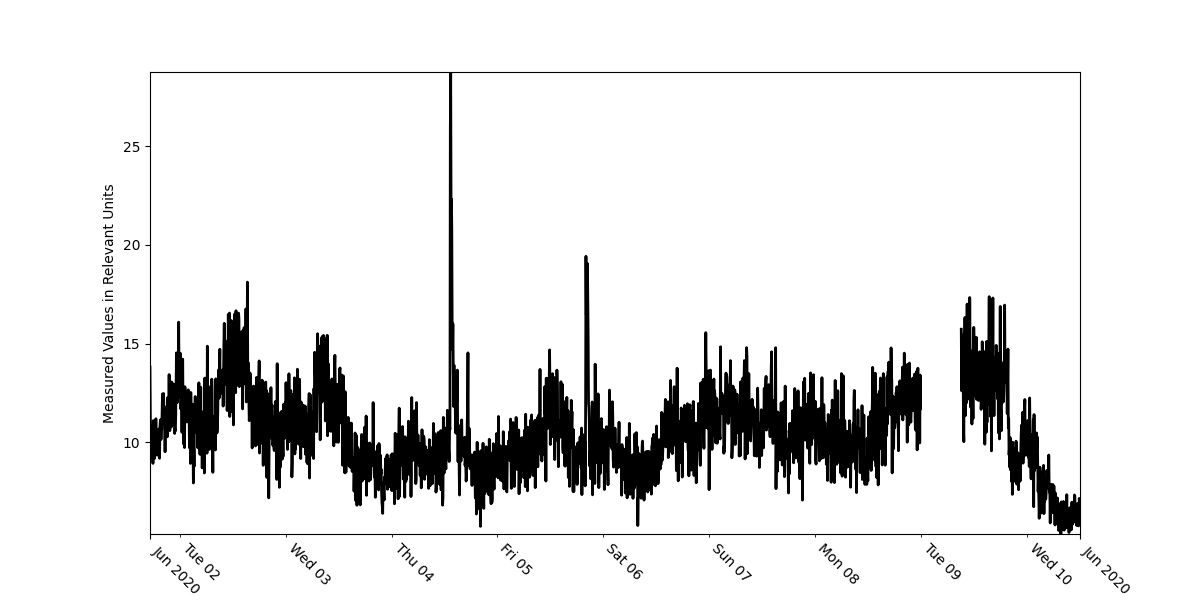 Measured Values in Relevant Units
25
20
15
10
Jun 2020
Tue 02
Wed 03
Thu 04
Fri 05
Sat 06
Sun 07
Mon 08
Tue 09
Wed 10
Jun 2020